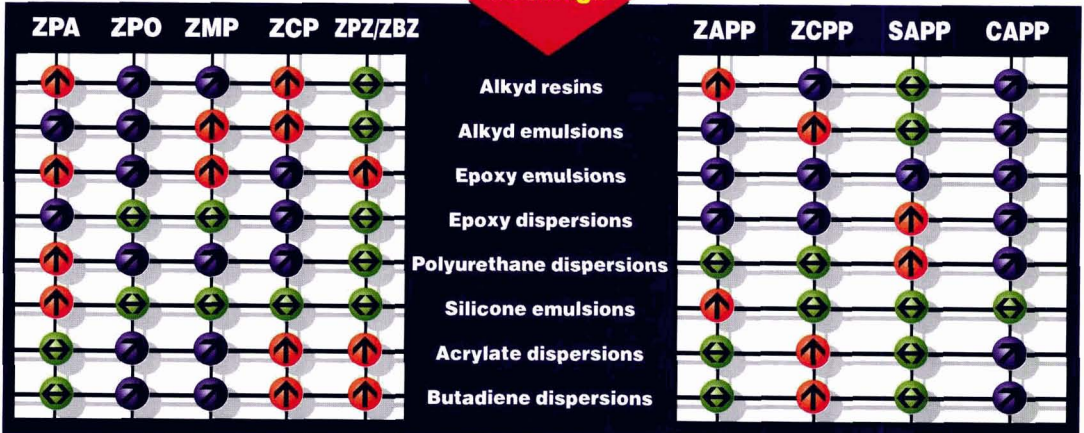 ZPA ZPO ZMP ZCP ZPZ/ZBZ ZAPP ZCPP SAPP CAPP
Alkyd resins
Alkyd emulsions
Epoxy emulsions
Epoxy dispersions
Polyurethane dispersions
Silicone emulsions
Acrylate dispersions
Butadiene dispersions